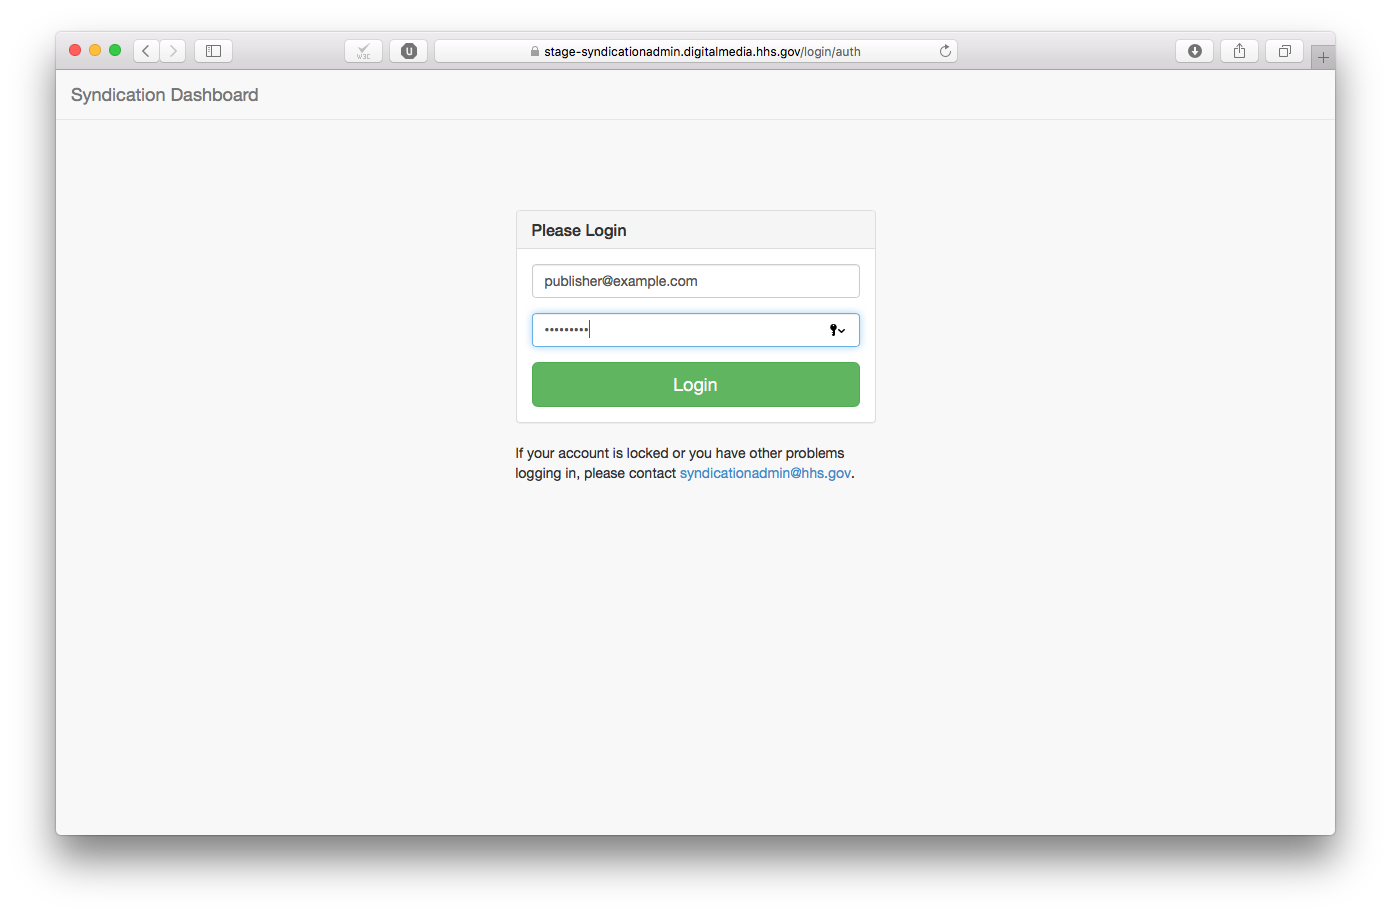 W3C
U
stage-syndicationadmin.digitalmedia.hhs.gov/login/auth
Syndication Dashboard
Please Login
publisher@example.com
•••••••••
Login
If your account is locked or you have other problems
logging in, please contact syndicationadmin@hhs.gov.